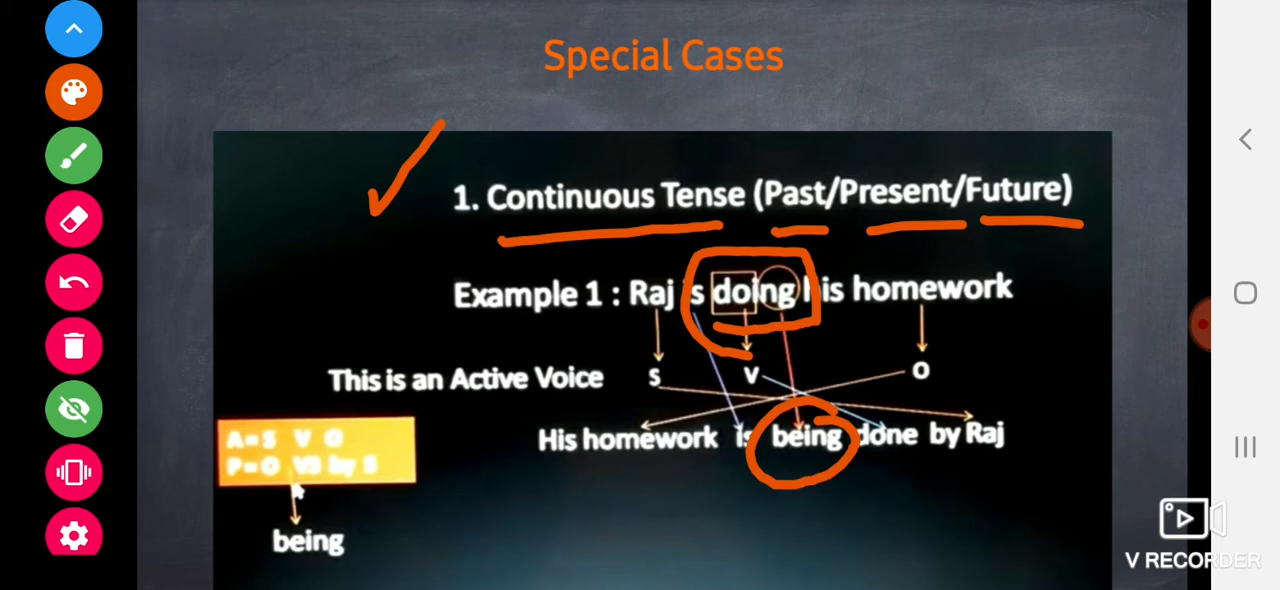 Special Cases
1. Continuous Tense (Past/Present/Future)
Example 1 : Raj is doing his homework
This is an Active Voice S V O
His homework is being done by Raj
A=S V O
P=O V3 by S
being
V RECORDER